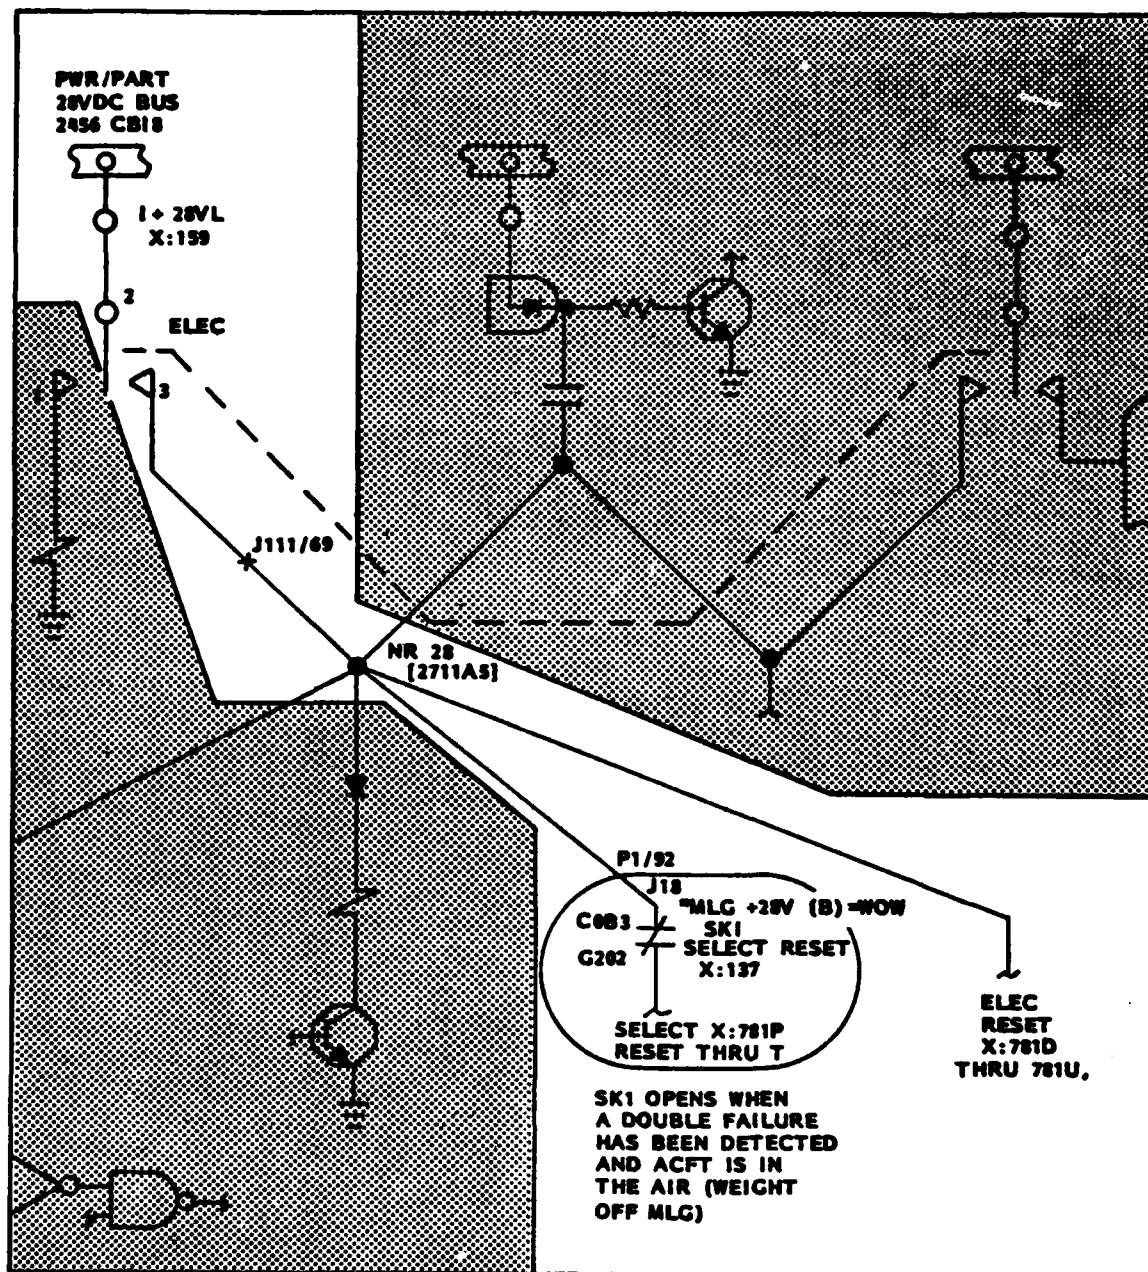 PWR/PART
28VDC BUS
2456 CB18
1 + 28VL
X:159
2
ELEC
3
J111/69
NR 28
[2711A5]
P1/92
J18
"MLG +28V (B)=WOW
C0B3
SK1
G202
SELECT RESET
X:137
SELECT X:781P
RESET THRU T
ELEC
RESET
X:781D
THRU 781U.
SK1 OPENS WHEN
A DOUBLE FAILURE
HAS BEEN DETECTED
AND ACFT IS IN
THE AIR (WEIGHT
OFF MLG)